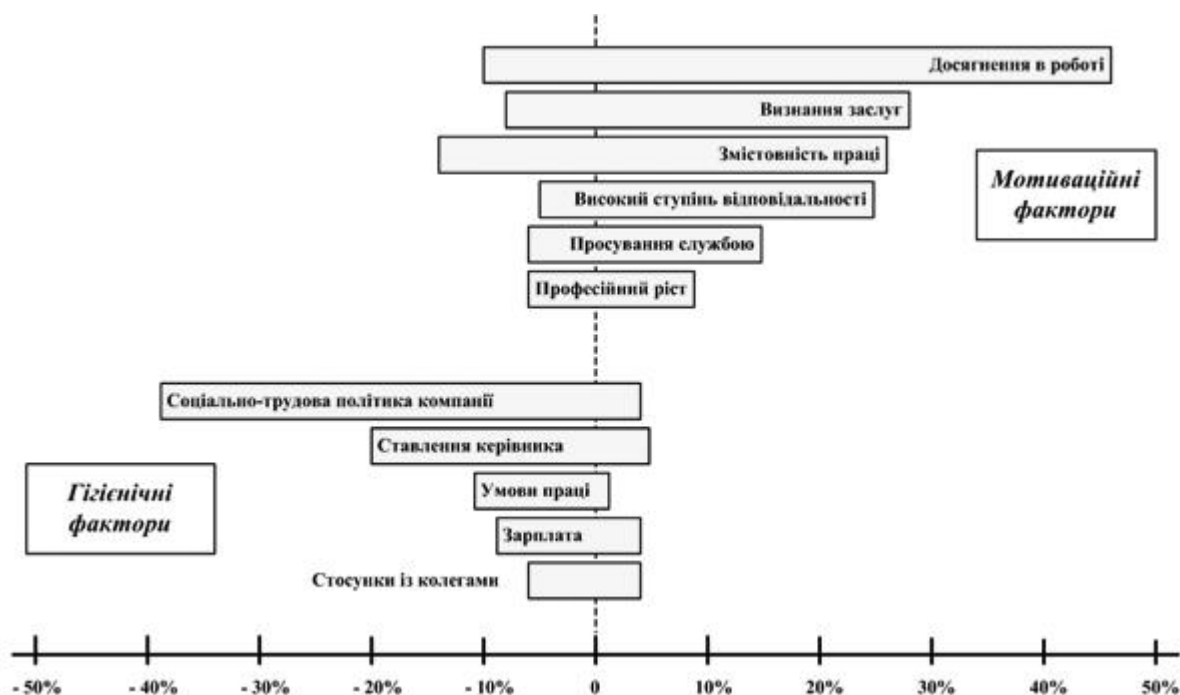 Досягнення в роботі
Визнання заслуг
Змістовність праці
Високий ступінь відповідальності
Просування службою
Професійний ріст
Мотиваційні
фактори
Соціально-трудова політика компанії
Ставлення керівника
Умови праці
Зарплата
Стосунки із колегами
Гігієнічні
фактори
- 50% - 40% - 30% - 20% - 10% 0 10% 20% 30% 40% 50%